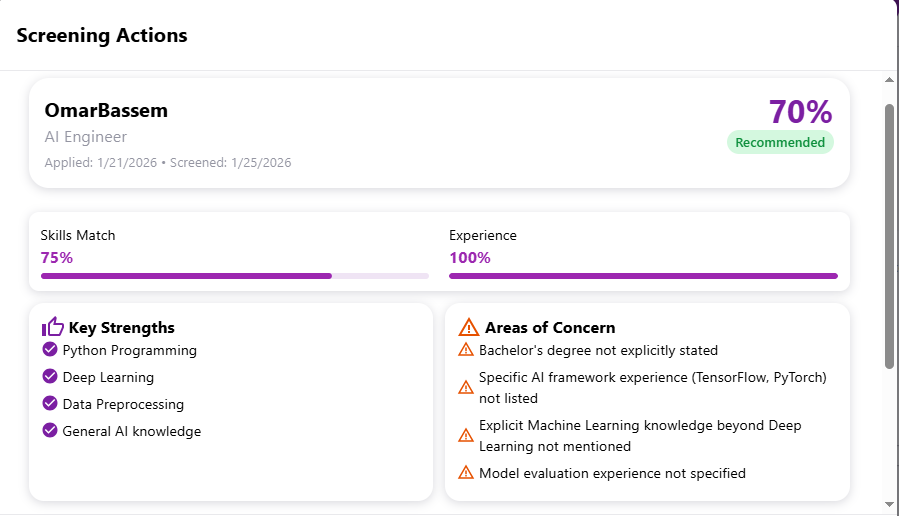 Screening Actions
OmarBassem
70%
AI Engineer
Recommended
Applied: 1/21/2026 • Screened: 1/25/2026
Skills Match
75%
Experience
100%
Key Strengths
Python Programming
Deep Learning
Data Preprocessing
General AI knowledge
Areas of Concern
Bachelor's degree not explicitly stated
Specific AI framework experience (TensorFlow, PyTorch)
not listed
Explicit Machine Learning knowledge beyond Deep
Learning not mentioned
Model evaluation experience not specified